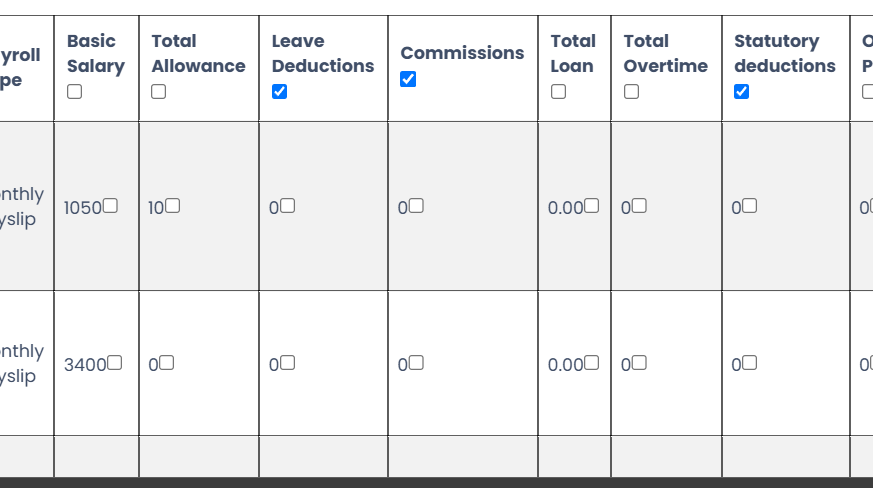 yroll pe
Basic Salary
Total Allowance
Leave Deductions
Commissions
Total Loan
Total Overtime
Statutory deductions
O P
nthly yslip
1050
10
0
0
0.00
0
0
0
nthly yslip
3400
0
0
0
0.00
0
0
0